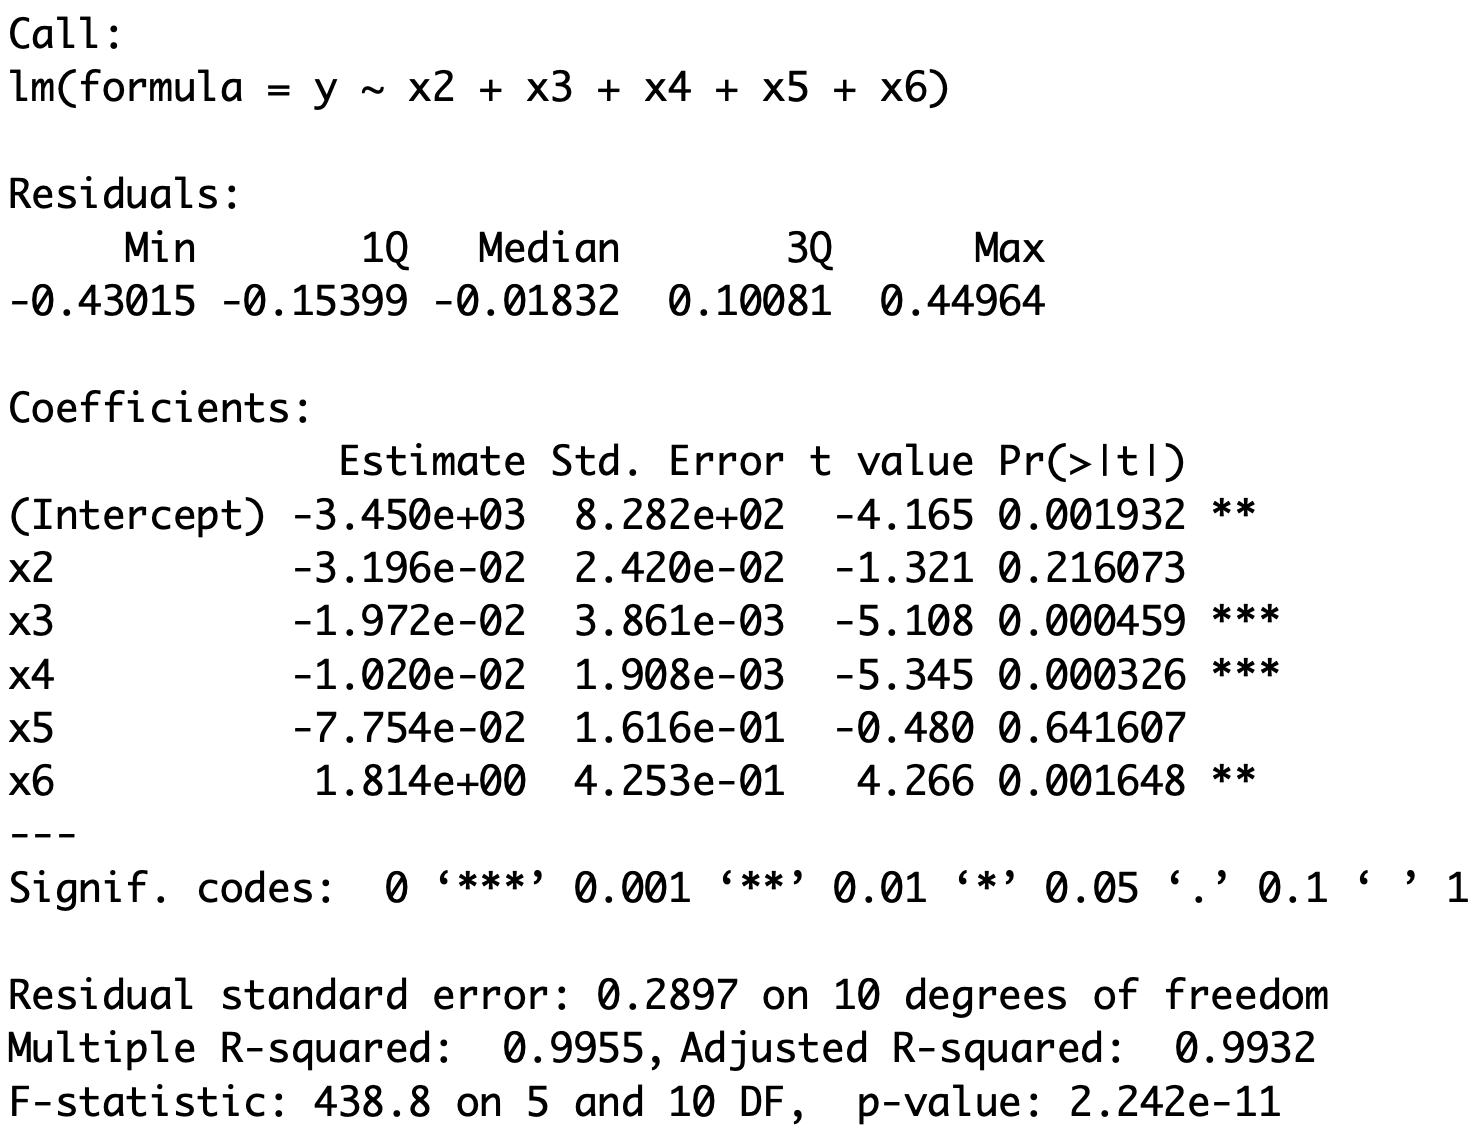 Call:
lm(formula = y ~ x2 + x3 + x4 + x5 + x6)
Residuals:
Min 1Q Median 3Q Max
-0.43015 -0.15399 -0.01832 0.10081 0.44964
Coefficients:
Estimate Std. Error t value Pr(>|t|)
(Intercept) -3.450e+03 8.282e+02 -4.165 0.001932 **
x2 -3.196e-02 2.420e-02 -1.321 0.216073
x3 -1.972e-02 3.861e-03 -5.108 0.000459 ***
x4 -1.020e-02 1.908e-03 -5.345 0.000326 ***
x5 -7.754e-02 1.616e-01 -0.480 0.641607
x6 1.814e+00 4.253e-01 4.266 0.001648 **
---
Signif. codes: 0 ‘***’ 0.001 ‘**’ 0.01 ‘*’ 0.05 ‘.’ 0.1 ‘ ’ 1
Residual standard error: 0.2897 on 10 degrees of freedom
Multiple R-squared: 0.9955, Adjusted R-squared: 0.9932
F-statistic: 438.8 on 5 and 10 DF, p-value: 2.242e-11